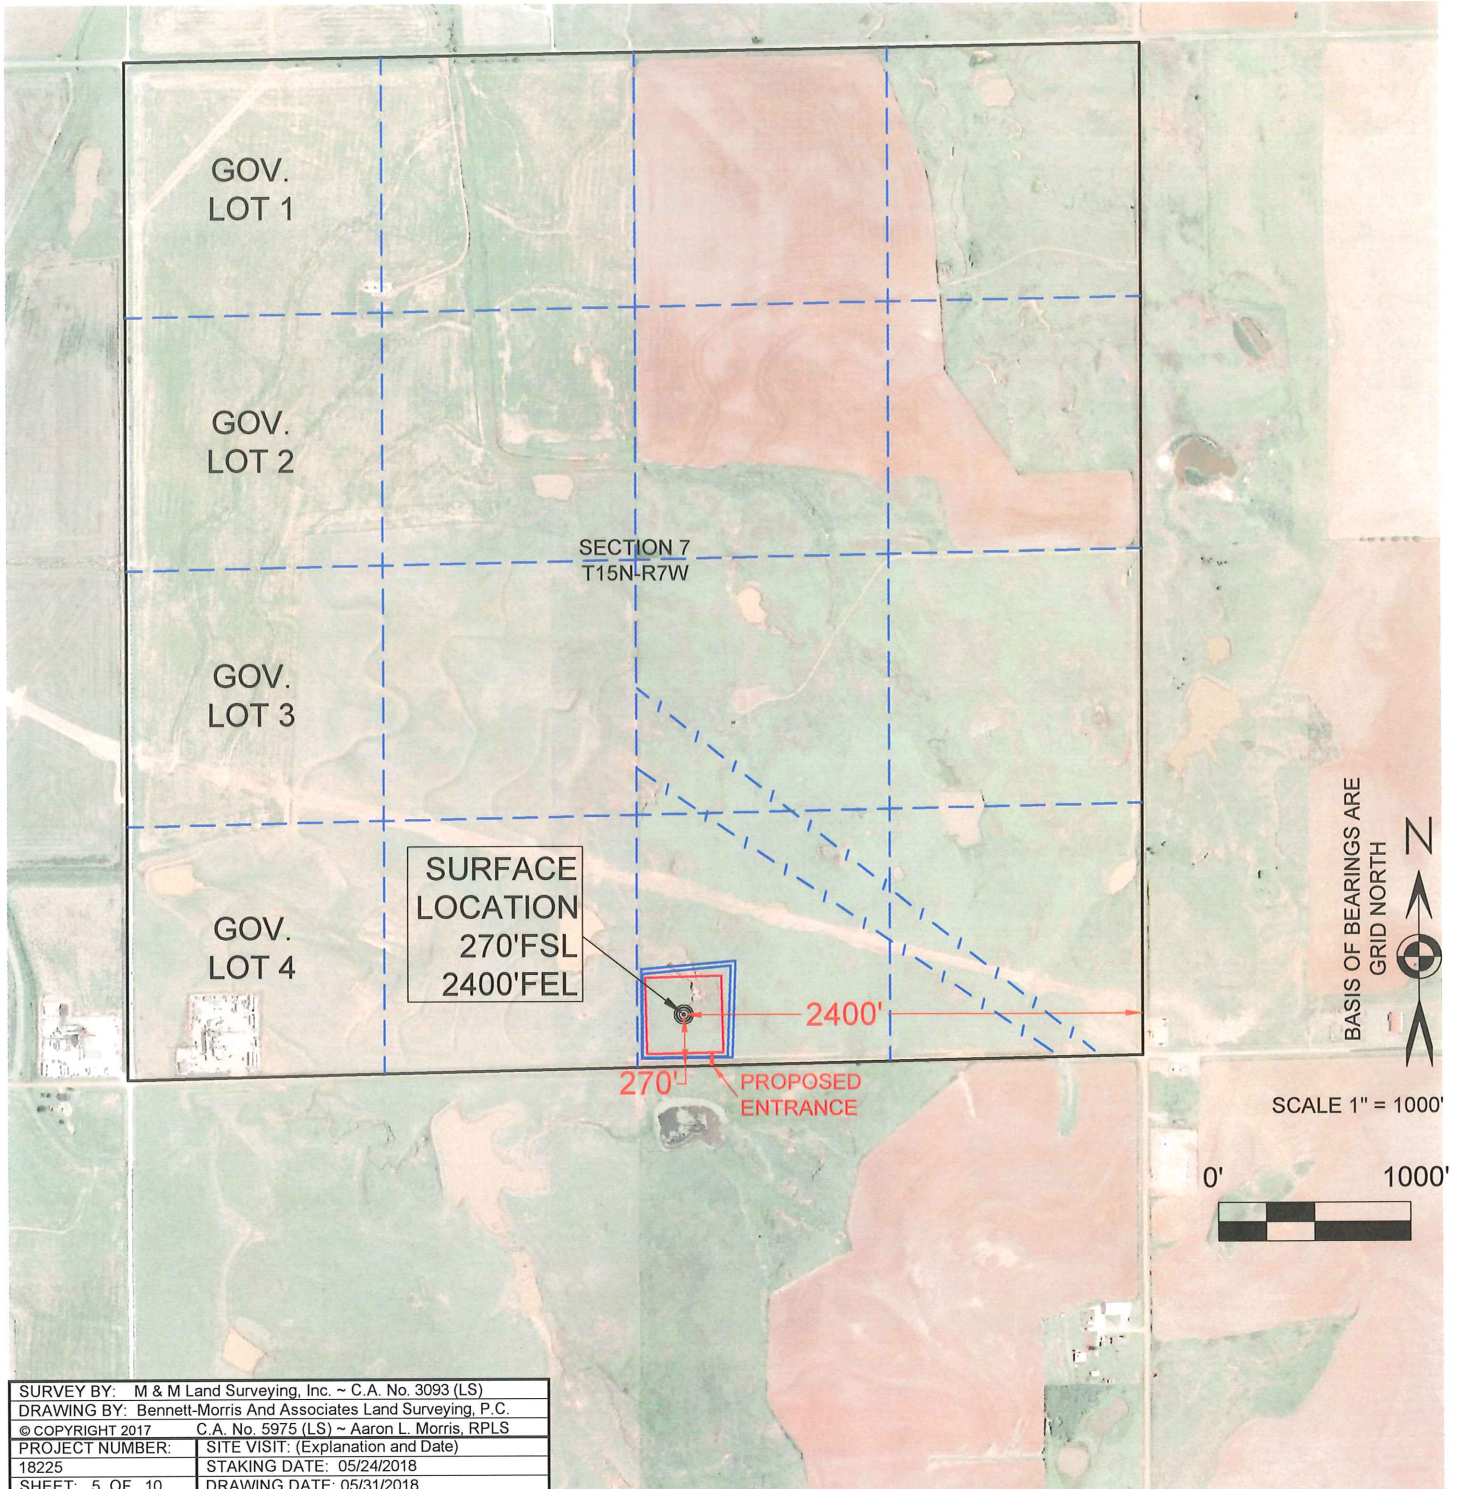 GOV.
LOT 1
GOV.
LOT 2
SECTION 7
T15N-R7W
GOV.
LOT 3
GOV.
LOT 4
SURFACE
LOCATION
270'FSL
2400'FEL
2400'
270'
PROPOSED
ENTRANCE
BASIS OF BEARINGS ARE
GRID NORTH
N
SCALE 1" = 1000'
0' 1000'
SURVEY BY: M & M Land Surveying, Inc. ~ C.A. No. 3093 (LS)
DRAWING BY: Bennett-Morris And Associates Land Surveying, P.C.
© COPYRIGHT 2017 C.A. No. 5975 (LS) ~ Aaron L. Morris, RPLS
PROJECT NUMBER: SITE VISIT: (Explanation and Date)
18225 STAKING DATE: 05/24/2018
SHEET: 5 OF 10 DRAWING DATE: 05/31/2018